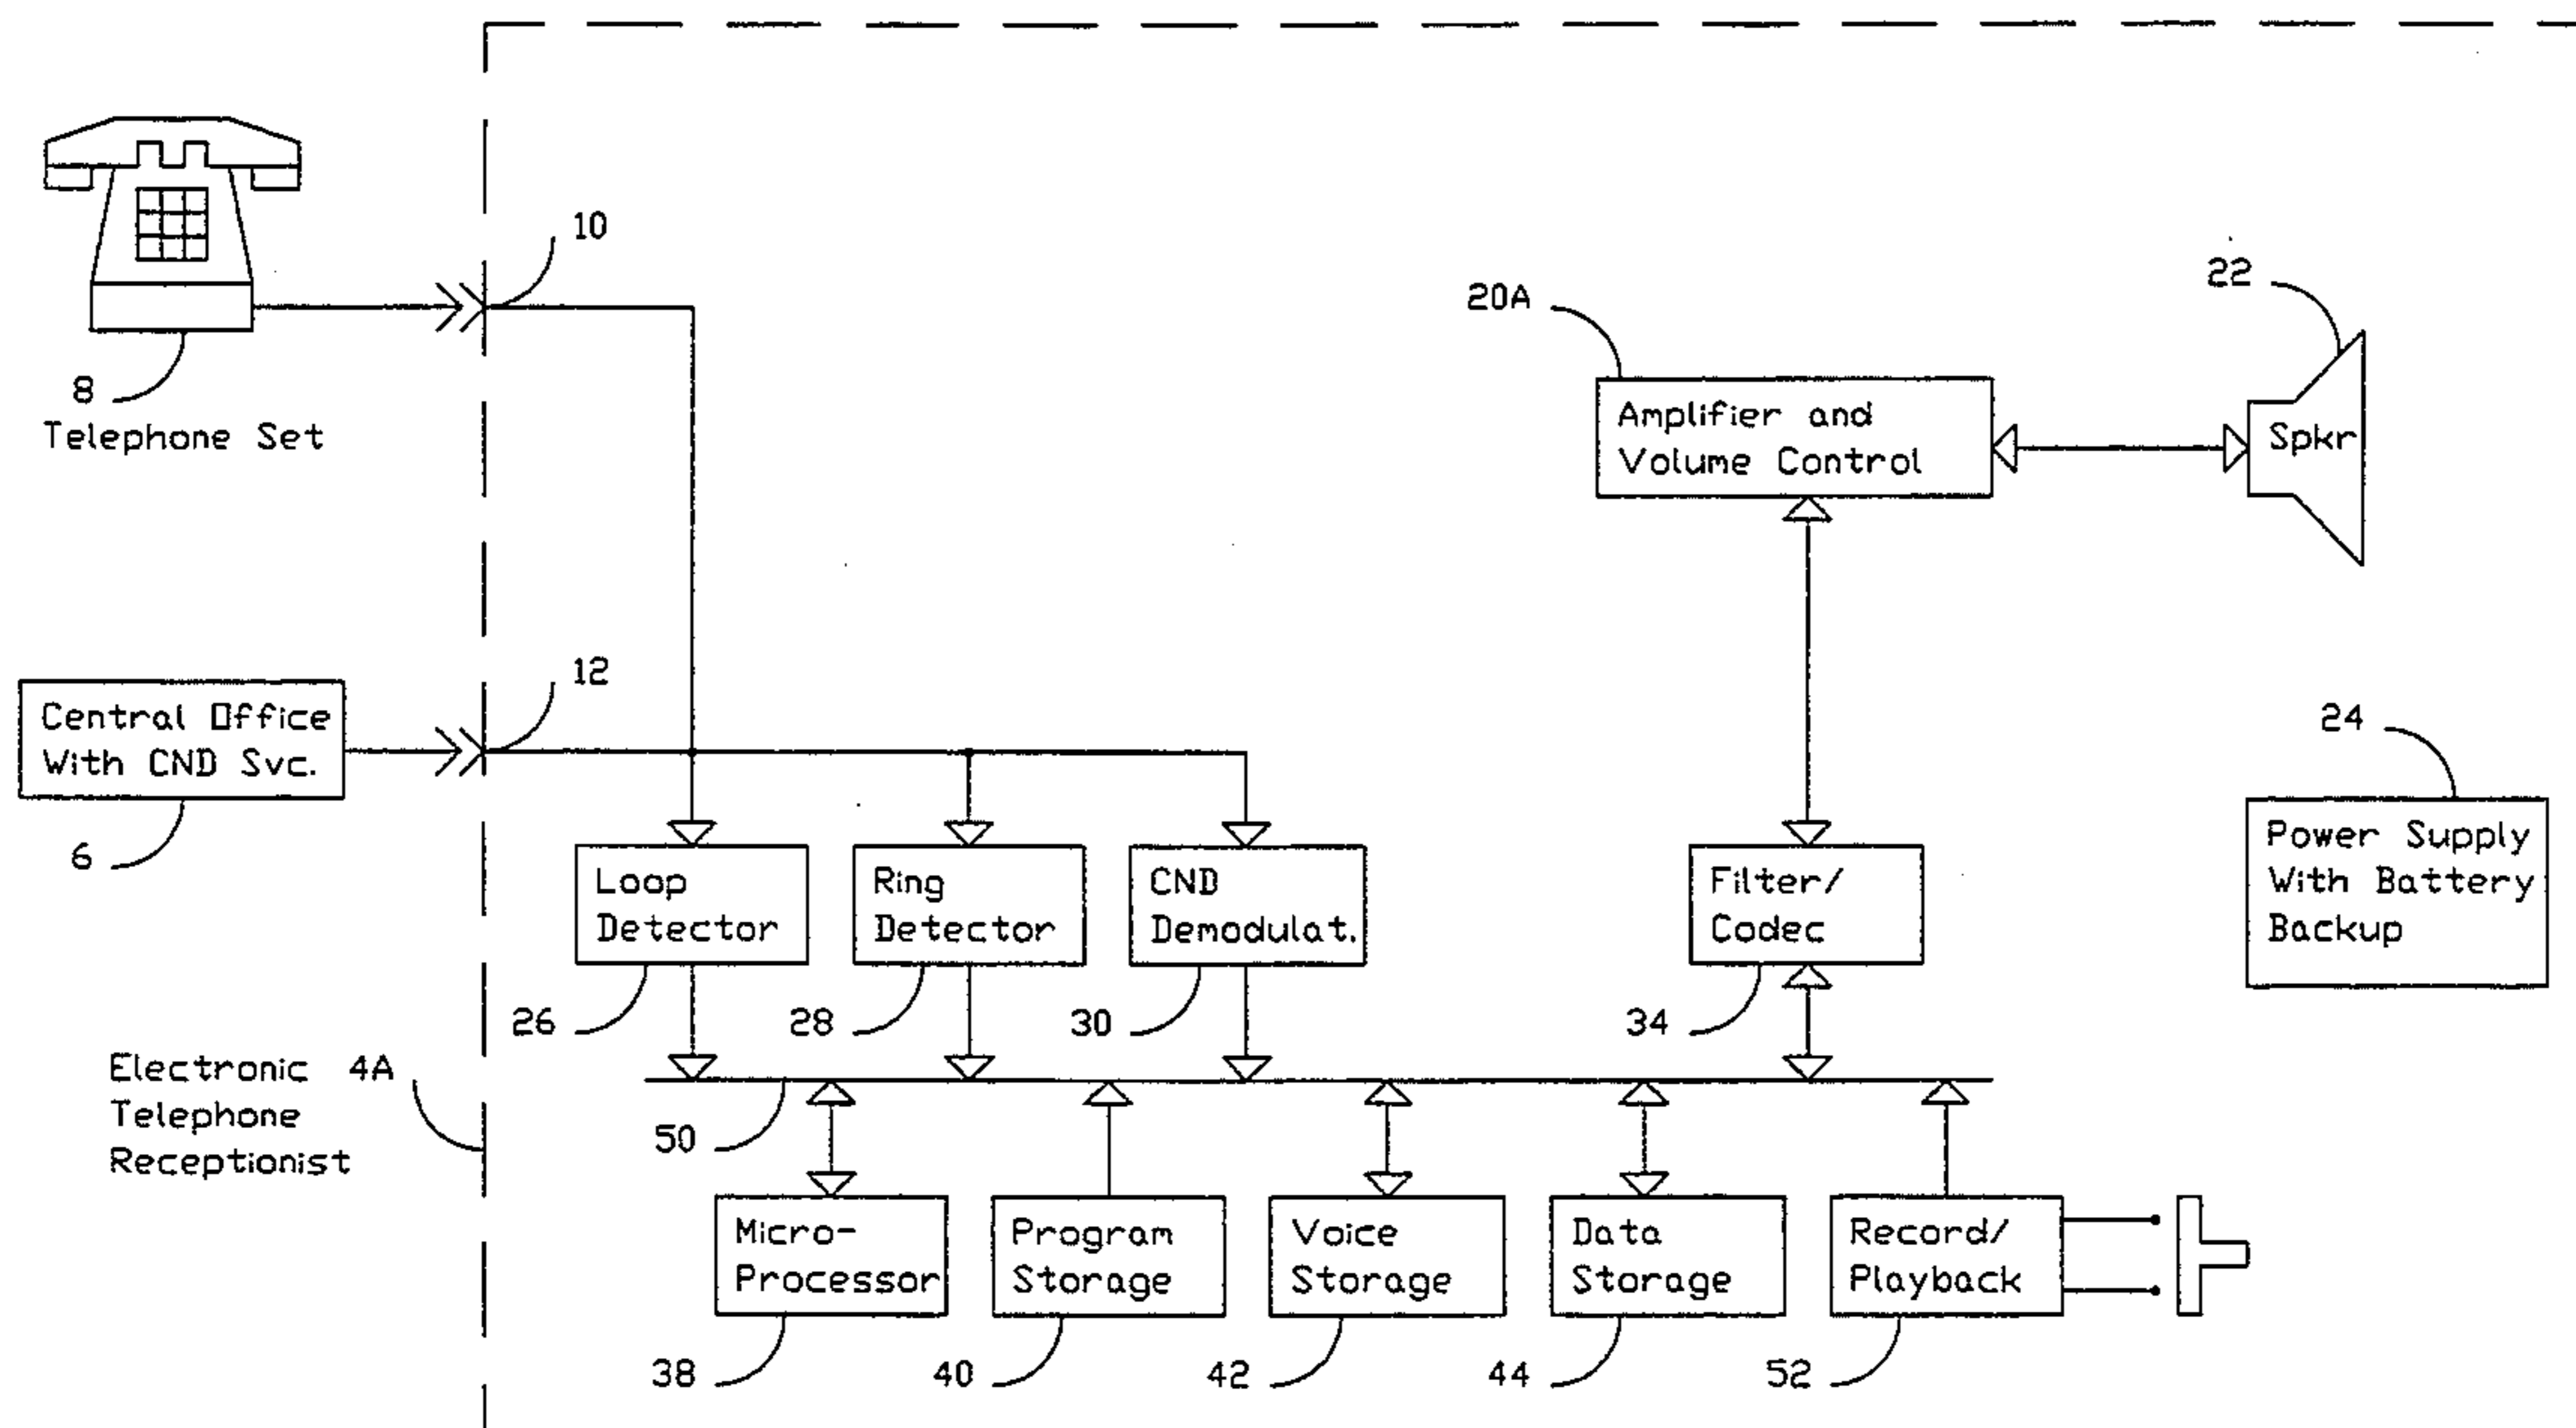 10
22
20A
8
Telephone Set
Amplifier and
Volume Control
Spkr
12
24
Central Office
With CND Svc.
6
Power Supply
With Battery
Backup
Loop
Detector
Ring
Detector
CND
Demodulat.
Filter/
Codec
26
28
30
34
Electronic 4A
Telephone
Receptionist
50
Micro-
Processor
Program
Storage
Voice
Storage
Data
Storage
Record/
Playback
38
40
42
44
52